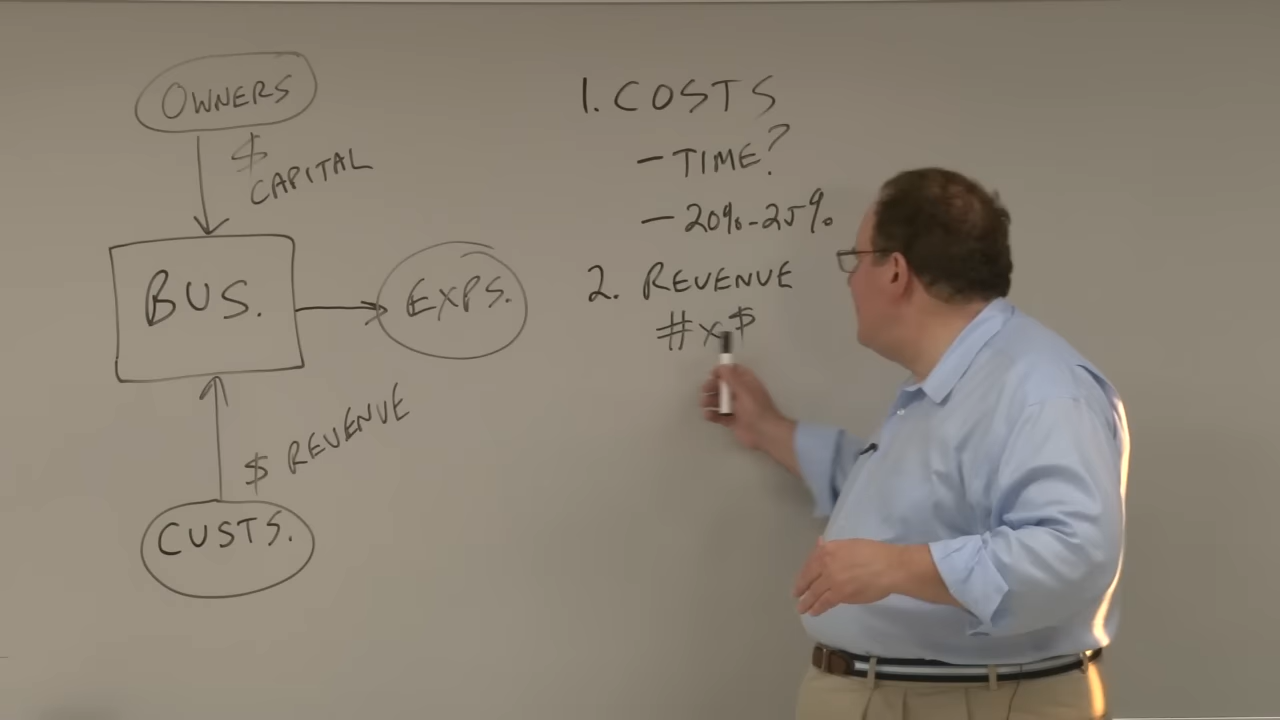 OWNERS
$
CAPITAL
BUS.
EXPS.
$ REVENUE
CUSTS.
1. COSTS
- TIME?
- 20%-25%
2. REVENUE
# x $